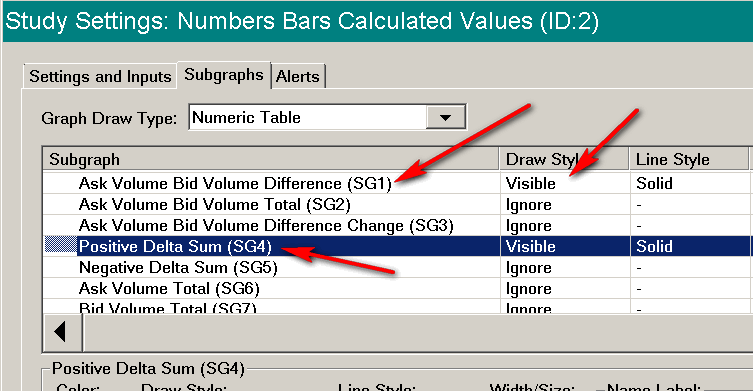 Study Settings: Numbers Bars Calculated Values (ID:2)
Settings and Inputs Subgraphs Alerts
Graph Draw Type: Numeric Table
Subgraph Draw Style Line Style
Ask Volume Bid Volume Difference (SG1) Visible Solid
Ask Volume Bid Volume Total (SG2) Ignore -
Ask Volume Bid Volume Difference Change (SG3) Ignore -
Positive Delta Sum (SG4) Visible Solid
Negative Delta Sum (SG5) Ignore -
Ask Volume Total (SG6) Ignore -
Bid Volume Total (SG7) Ignore -
Positive Delta Sum (SG4)
Color: Draw Style: Line Style: Width/Size: Name Label: